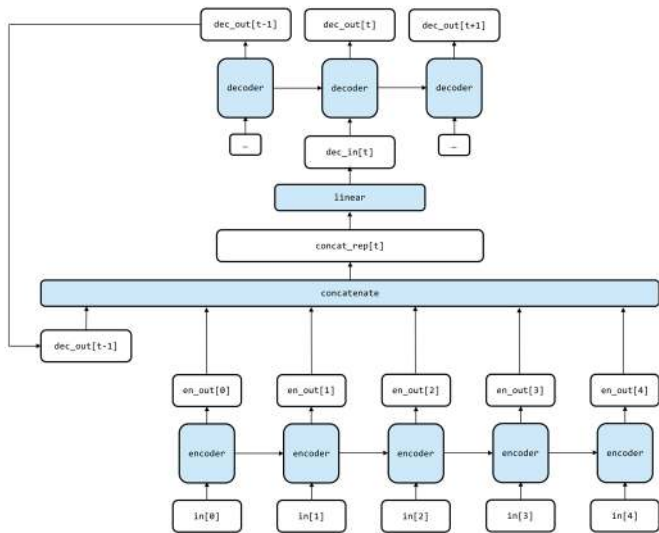 dec_out[t-1]
dec_out[t]
dec_out[t+1]
decoder
decoder
decoder
…
dec_in[t]
…
linear
concat_rep[t]
concatenate
dec_out[t-1]
en_out[0]
en_out[1]
en_out[2]
en_out[3]
en_out[4]
encoder
encoder
encoder
encoder
encoder
in[0]
in[1]
in[2]
in[3]
in[4]